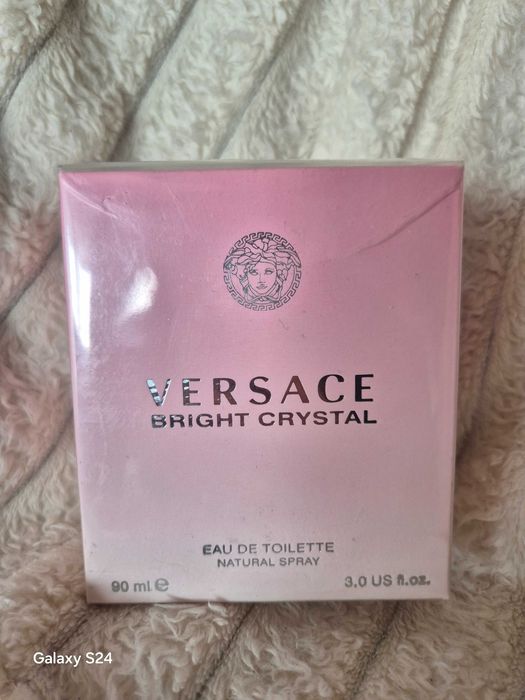 VERSACE
BRIGHT CRYSTAL
EAU DE TOILETTE
NATURAL SPRAY
90 ml e 3.0 US fl.oz.
Galaxy S24